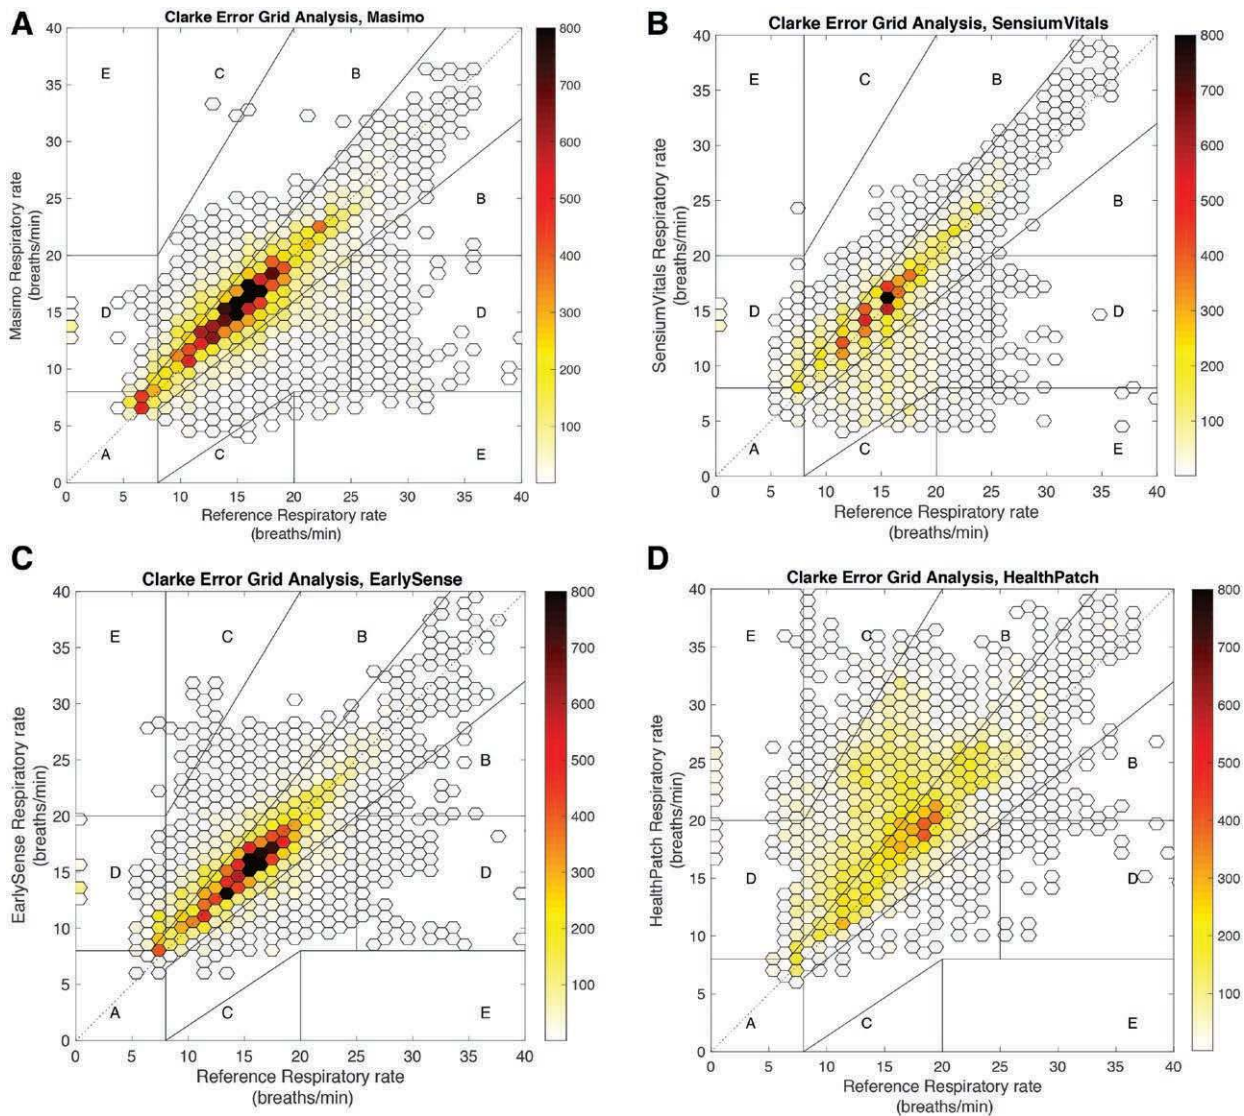 A
Clarke Error Grid Analysis, Masimo
E
C
B
B
D
D
A
C
E
40
35
30
25
20
15
10
5
0
Masimo Respiratory rate
(breaths/min)
0 5 10 15 20 25 30 35 40
Reference Respiratory rate
(breaths/min)
800
700
600
500
400
300
200
100
B
Clarke Error Grid Analysis, SensiumVitals
E
C
B
B
D
D
A
C
E
40
35
30
25
20
15
10
5
0
SensiumVitals Respiratory rate
(breaths/min)
0 5 10 15 20 25 30 35 40
Reference Respiratory rate
(breaths/min)
800
700
600
500
400
300
200
100
C
Clarke Error Grid Analysis, EarlySense
E
C
B
B
D
D
A
C
E
40
35
30
25
20
15
10
5
0
EarlySense Respiratory rate
(breaths/min)
0 5 10 15 20 25 30 35 40
Reference Respiratory rate
(breaths/min)
800
700
600
500
400
300
200
100
D
Clarke Error Grid Analysis, HealthPatch
E
C
B
B
D
D
A
C
E
40
35
30
25
20
15
10
5
0
HealthPatch Respiratory rate
(breaths/min)
0 5 10 15 20 25 30 35 40
Reference Respiratory rate
(breaths/min)
800
700
600
500
400
300
200
100